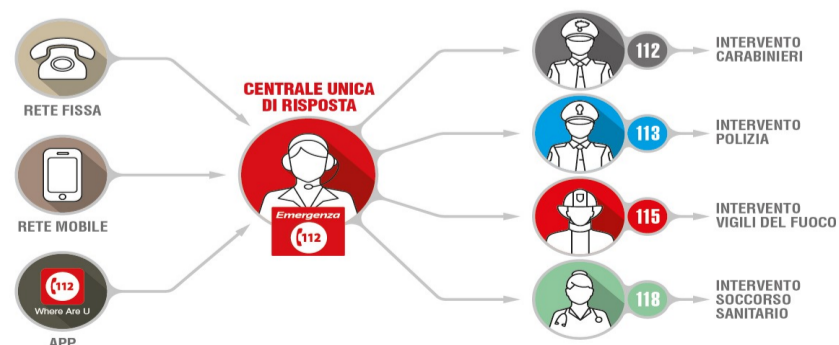 RETE FISSA
RETE MOBILE
112
Where Are U
APP
CENTRALE UNICA
DI RISPOSTA
Emergenza
112
112
INTERVENTO
CARABINIERI
113
INTERVENTO
POLIZIA
115
INTERVENTO
VIGILI DEL FUOCO
118
INTERVENTO
SOCCORSO
SANITARIO